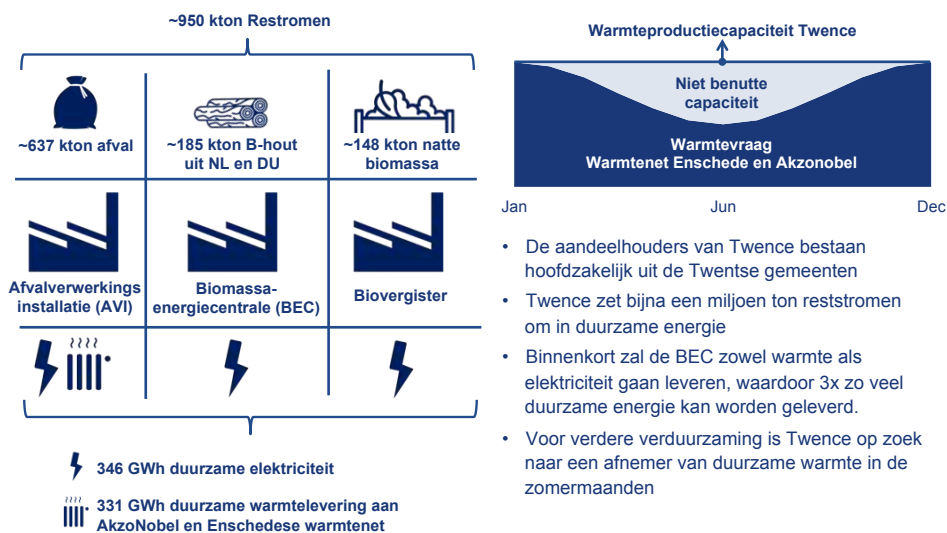 ~950 kton Restromen
~637 kton afval
~185 kton B-hout
uit NL en DU
~148 kton natte
biomassa
Afvalverwerkings
installatie (AVI)
Biomassa-
energiecentrale (BEC)
Biovergister
346 GWh duurzame elektriciteit
331 GWh duurzame warmtelevering aan
AkzoNobel en Enschedese warmtenet
Warmteproductiecapaciteit Twence
Niet benutte
capaciteit
Warmtevraag
Warmtenet Enschede en Akzonobel
Jan
Jun
Dec
• De aandeelhouders van Twence bestaan
hoofdzakelijk uit de Twentse gemeenten
• Twence zet bijna een miljoen ton reststromen
om in duurzame energie
• Binnenkort zal de BEC zowel warmte als
elektriciteit gaan leveren, waardoor 3x zo veel
duurzame energie kan worden geleverd.
• Voor verdere verduurzaming is Twence op zoek
naar een afnemer van duurzame warmte in de
zomermaanden